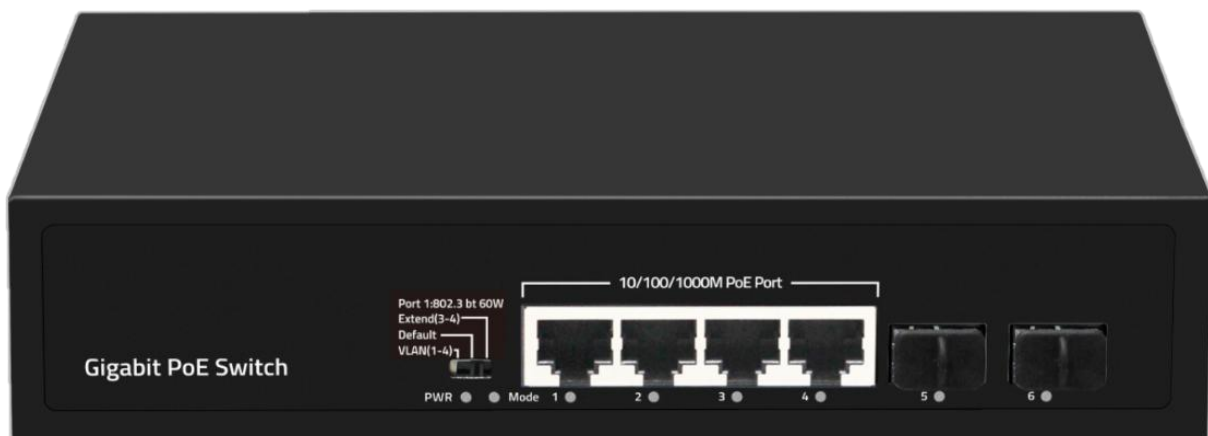 10/100/1000M PoE Port
Port 1:802.3 bt 60W
Extend(3-4)
Default
VLAN(1-4)
Gigabit PoE Switch
PWR Mode 1 2 3 4 5 6